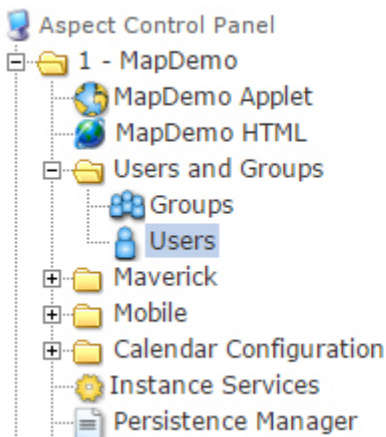 Aspect Control Panel
1 - MapDemo
MapDemo Applet
MapDemo HTML
Users and Groups
Groups
Users
Maverick
Mobile
Calendar Configuration
Instance Services
Persistence Manager